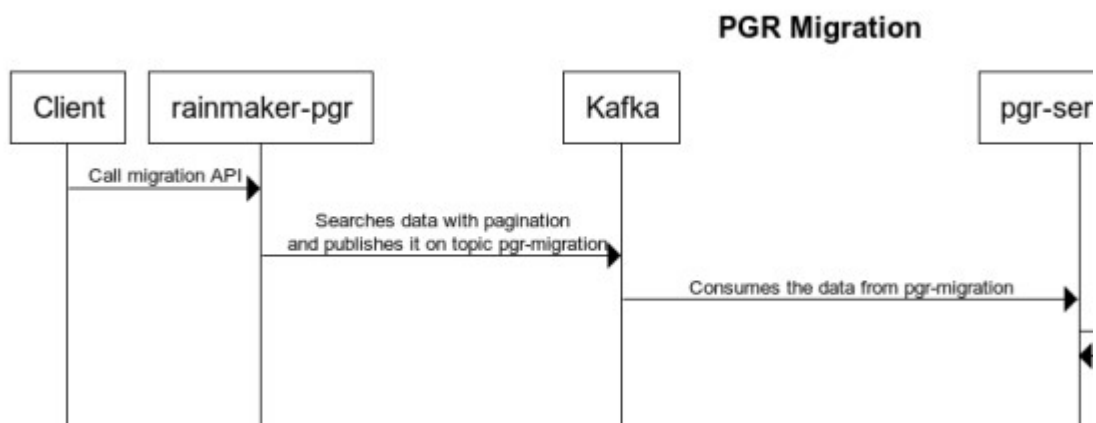 PGR Migration
Client
rainmaker-pgr
Kafka
pgr-ser
Call migration API
Searches data with pagination
and publishes it on topic pgr-migration
Consumes the data from pgr-migration